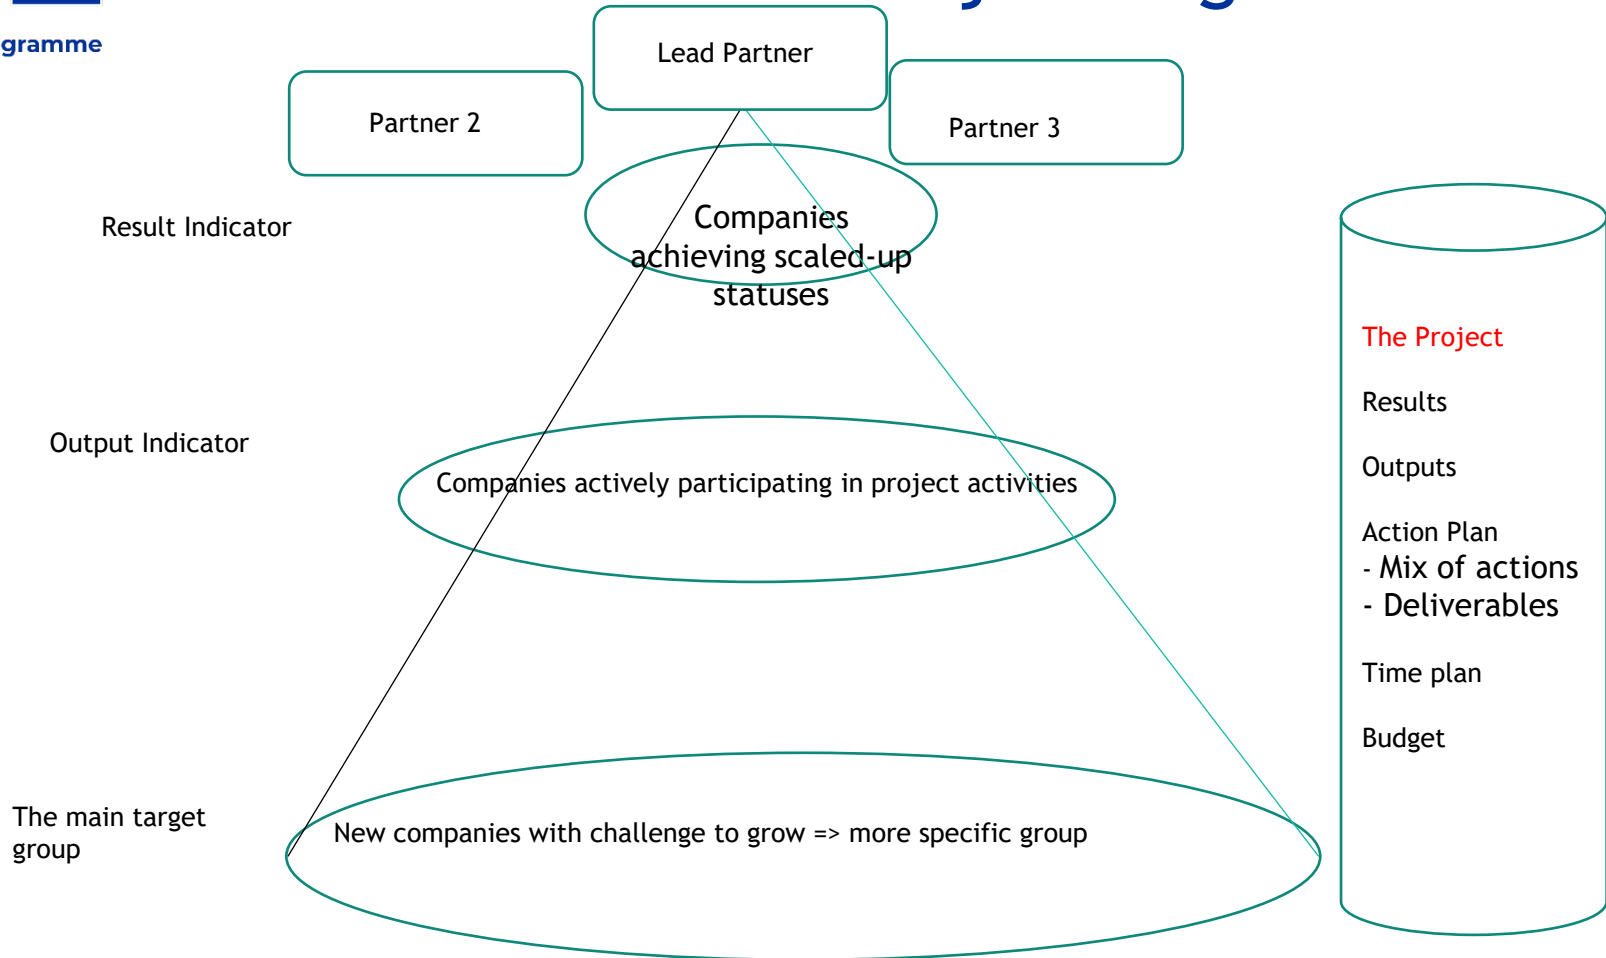 gramme
Lead Partner
Partner 2
Partner 3
Result Indicator
Companies
achieving scaled-up
statuses
Output Indicator
Companies actively participating in project activities
The main target
group
New companies with challenge to grow => more specific group
The Project
Results
Outputs
Action Plan
- Mix of actions
- Deliverables
Time plan
Budget